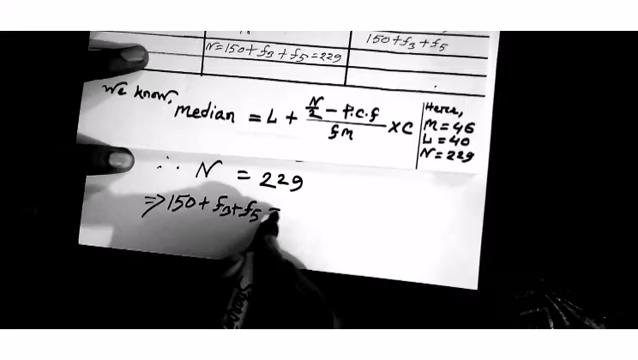 150+f3+f5
N=150+f3+f5=229
We know,
Median = L + (N/2 - P.c.f)/fm × C
Here,
M=46
L=40
N=229
∴ N = 229
⇒150+f3+f5 =